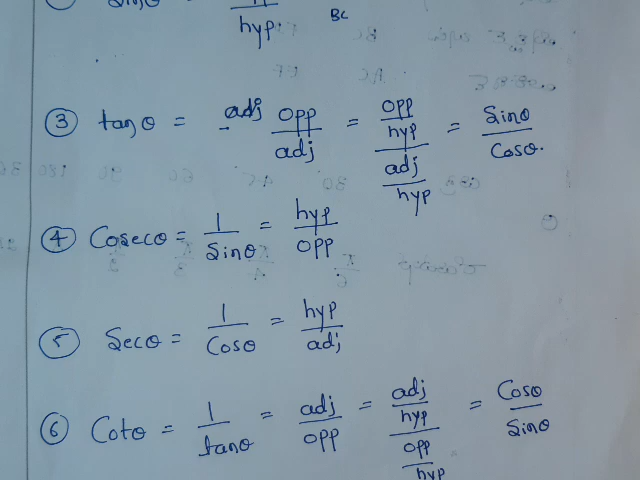 hyp. BC
③ tanθ = adj opp/adj = (opp/hyp)/(adj/hyp) = Sinθ/Cosθ.
④ Cosecθ = 1/Sinθ = hyp/opp
⑤ Secθ = 1/Cosθ = hyp/adj
⑥ Cotθ = 1/tanθ = adj/opp = (adj/hyp)/(opp/hyp) = Cosθ/Sinθ